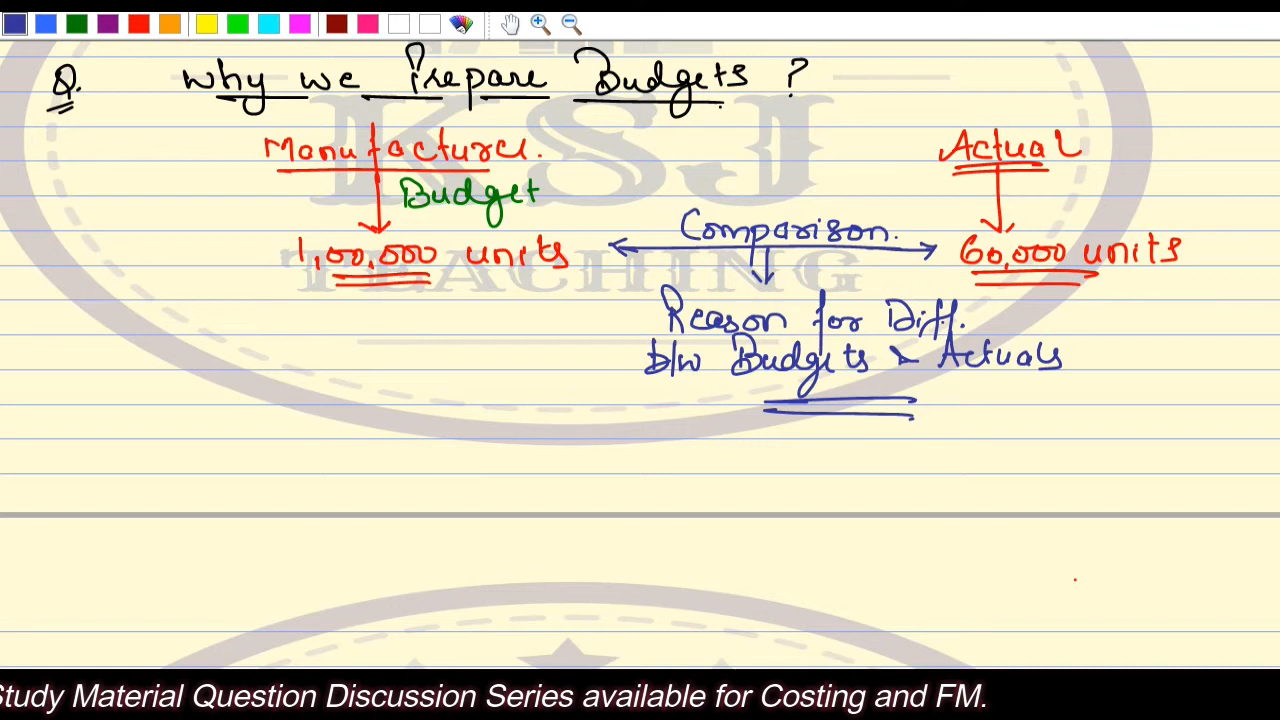 Q. Why we Prepare Budgets ?
Manufacturer.
Actual
Budget
Comparison.
1,00,000 units
60,000 units
Reason for Diff.
b/w Budgets & Actuals
KSJ
TEACHING
Study Material Question Discussion Series available for Costing and FM.